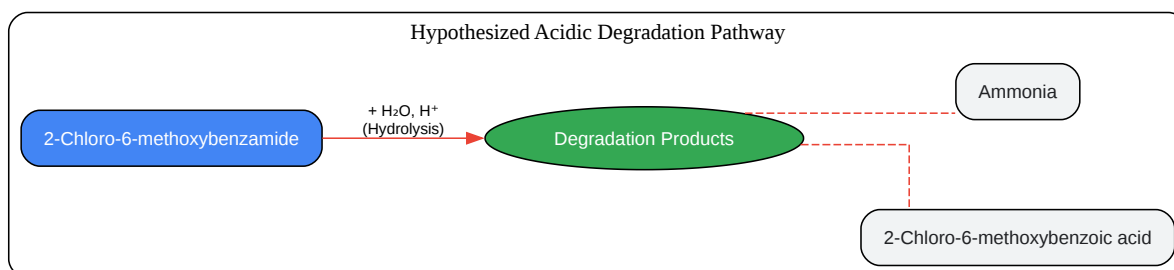 Hypothesized Acidic Degradation Pathway
Ammonia
+ H₂O, H⁺
(Hydrolysis)
2-Chloro-6-methoxybenzamide
Degradation Products
2-Chloro-6-methoxybenzoic acid